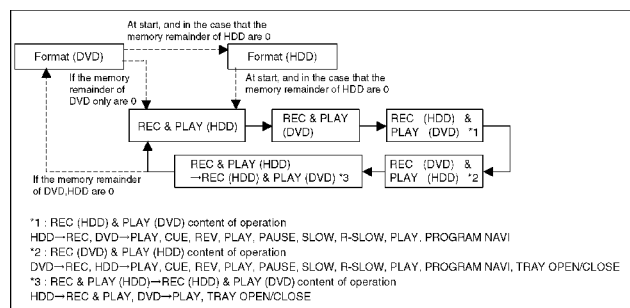 At start, and in the case that the
memory remainder of HDD are 0
Format (DVD)
Format (HDD)
If the memory
remainder of
DVD only are 0
At start, and in the case that the
memory remainder of HDD are 0
REC & PLAY (HDD)
REC & PLAY
(DVD)
REC (HDD) &
PLAY (DVD) *1
If the memory remainder
of DVD,HDD are 0
REC & PLAY (HDD)
→REC (HDD) & PLAY (DVD) *3
REC (DVD) &
PLAY (HDD) *2
*1 : REC (HDD) & PLAY (DVD) content of operation
HDD→REC, DVD→PLAY, CUE, REV, PLAY, PAUSE, SLOW, R-SLOW, PLAY, PROGRAM NAVI
*2 : REC (DVD) & PLAY (HDD) content of operation
DVD→REC, HDD→PLAY, CUE, REV, PLAY, PAUSE, SLOW, R-SLOW, PLAY, PROGRAM NAVI, TRAY OPEN/CLOSE
*3 : REC & PLAY (HDD)→REC (HDD) & PLAY (DVD) content of operation
HDD→REC & PLAY, DVD→PLAY, TRAY OPEN/CLOSE